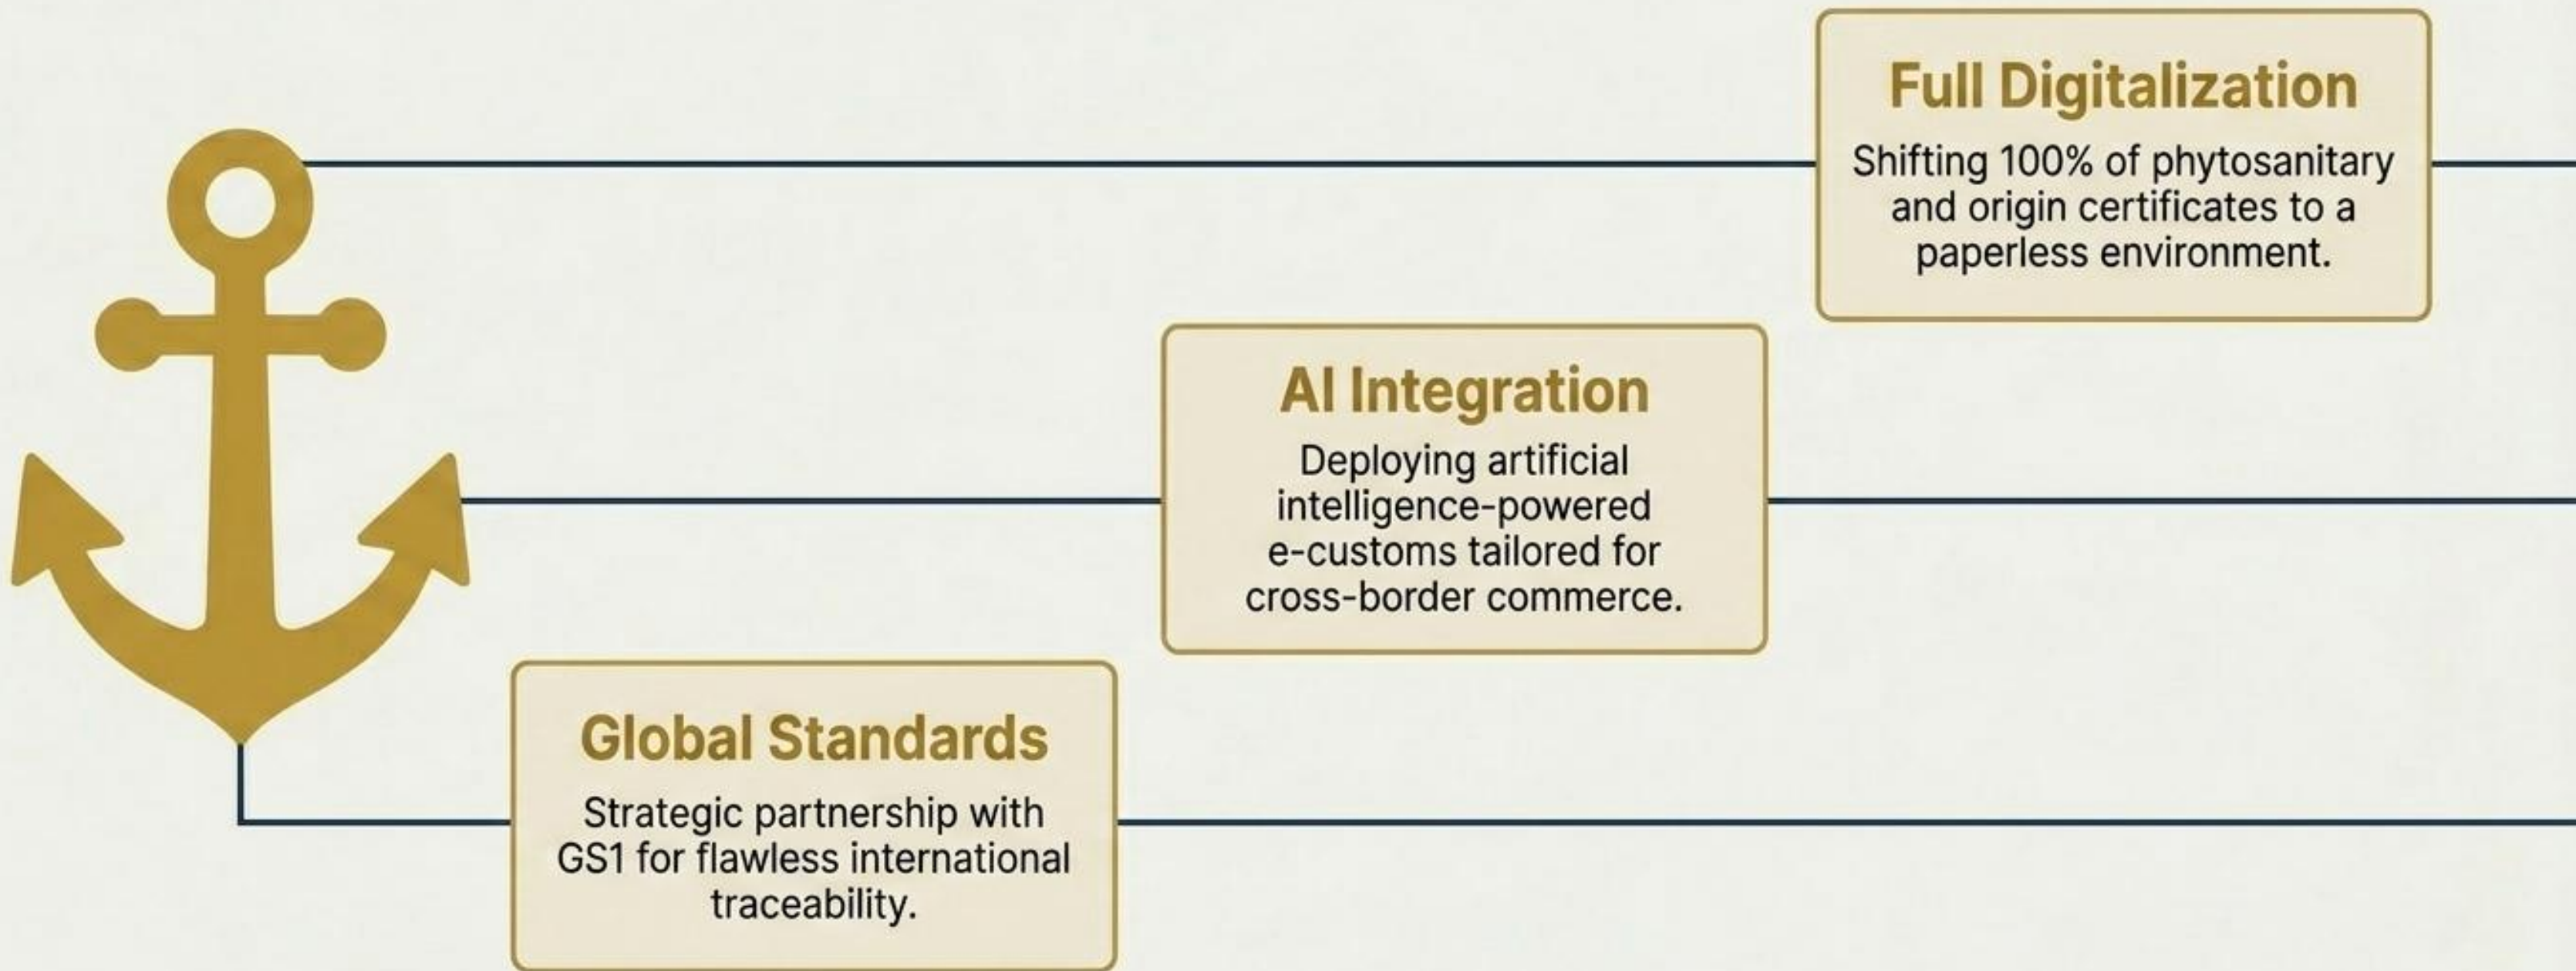 Full Digitalization
Shifting 100% of phytosanitary
and origin certificates to a
paperless environment.
AI Integration
Deploying artificial
intelligence-powered
e-customs tailored for
cross-border commerce.
Global Standards
Strategic partnership with
GS1 for flawless international
traceability.